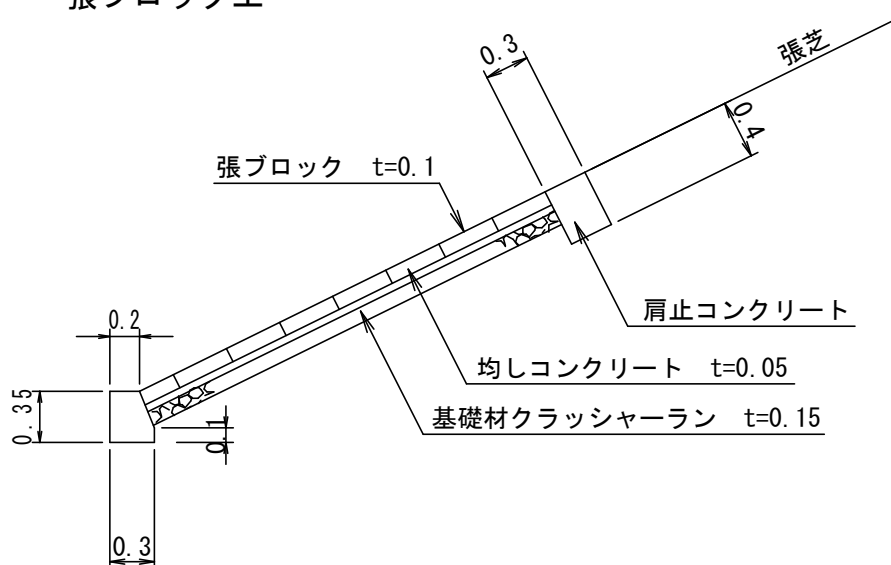 張ブロック工
0.3
張芝
0.4
張ブロック t=0.1
肩止コンクリート
0.2
均しコンクリート t=0.05
0.35
0.1
基礎材クラッシャーラン t=0.15
0.3